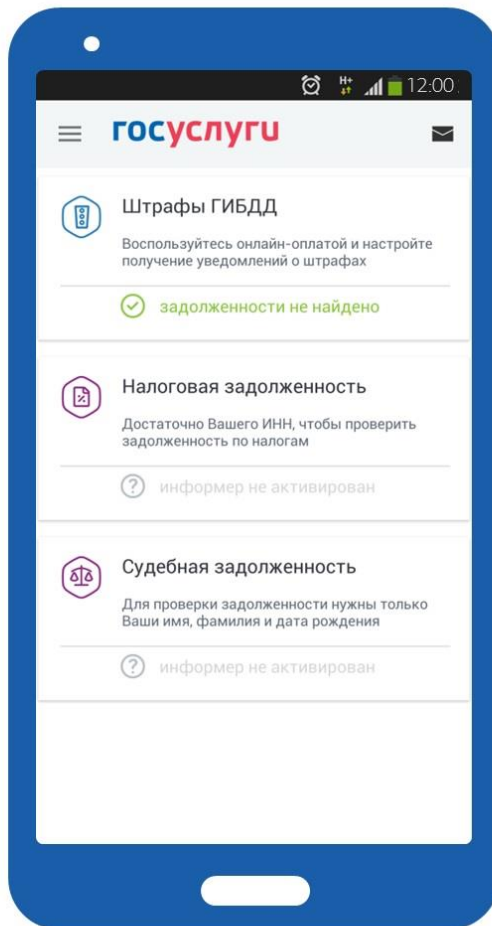 H+ 12:00
госуслуги
Штрафы ГИБДД
Воспользуйтесь онлайн-оплатой и настройте
получение уведомлений о штрафах
задолженности не найдено
Налоговая задолженность
Достаточно Вашего ИНН, чтобы проверить
задолженность по налогам
информер не активирован
Судебная задолженность
Для проверки задолженности нужны только
Ваши имя, фамилия и дата рождения
информер не активирован